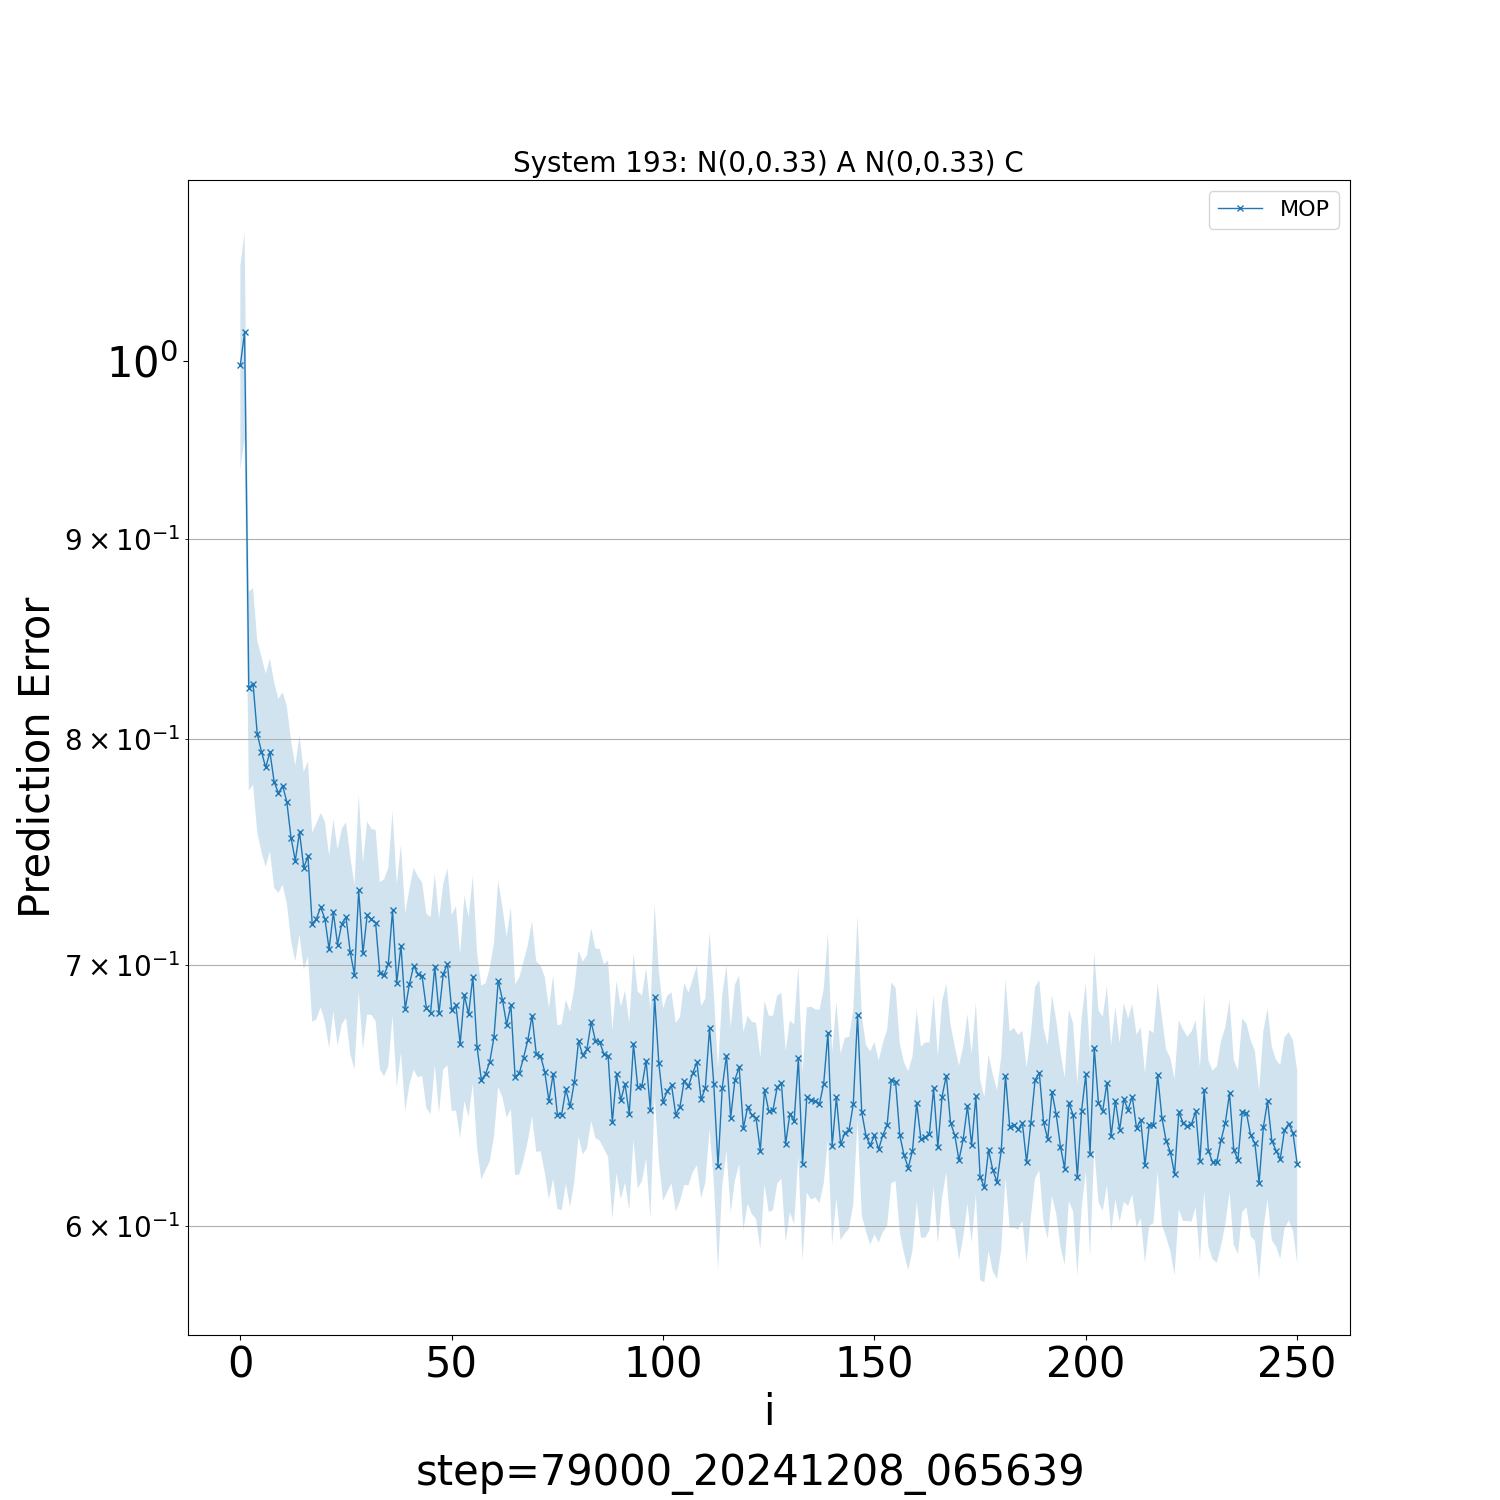 System 193: N(0,0.33) A N(0,0.33) C
MOP
10⁰
9 × 10⁻¹
8 × 10⁻¹
7 × 10⁻¹
6 × 10⁻¹
Prediction Error
0 50 100 150 200 250
i
step=79000_20241208_065639